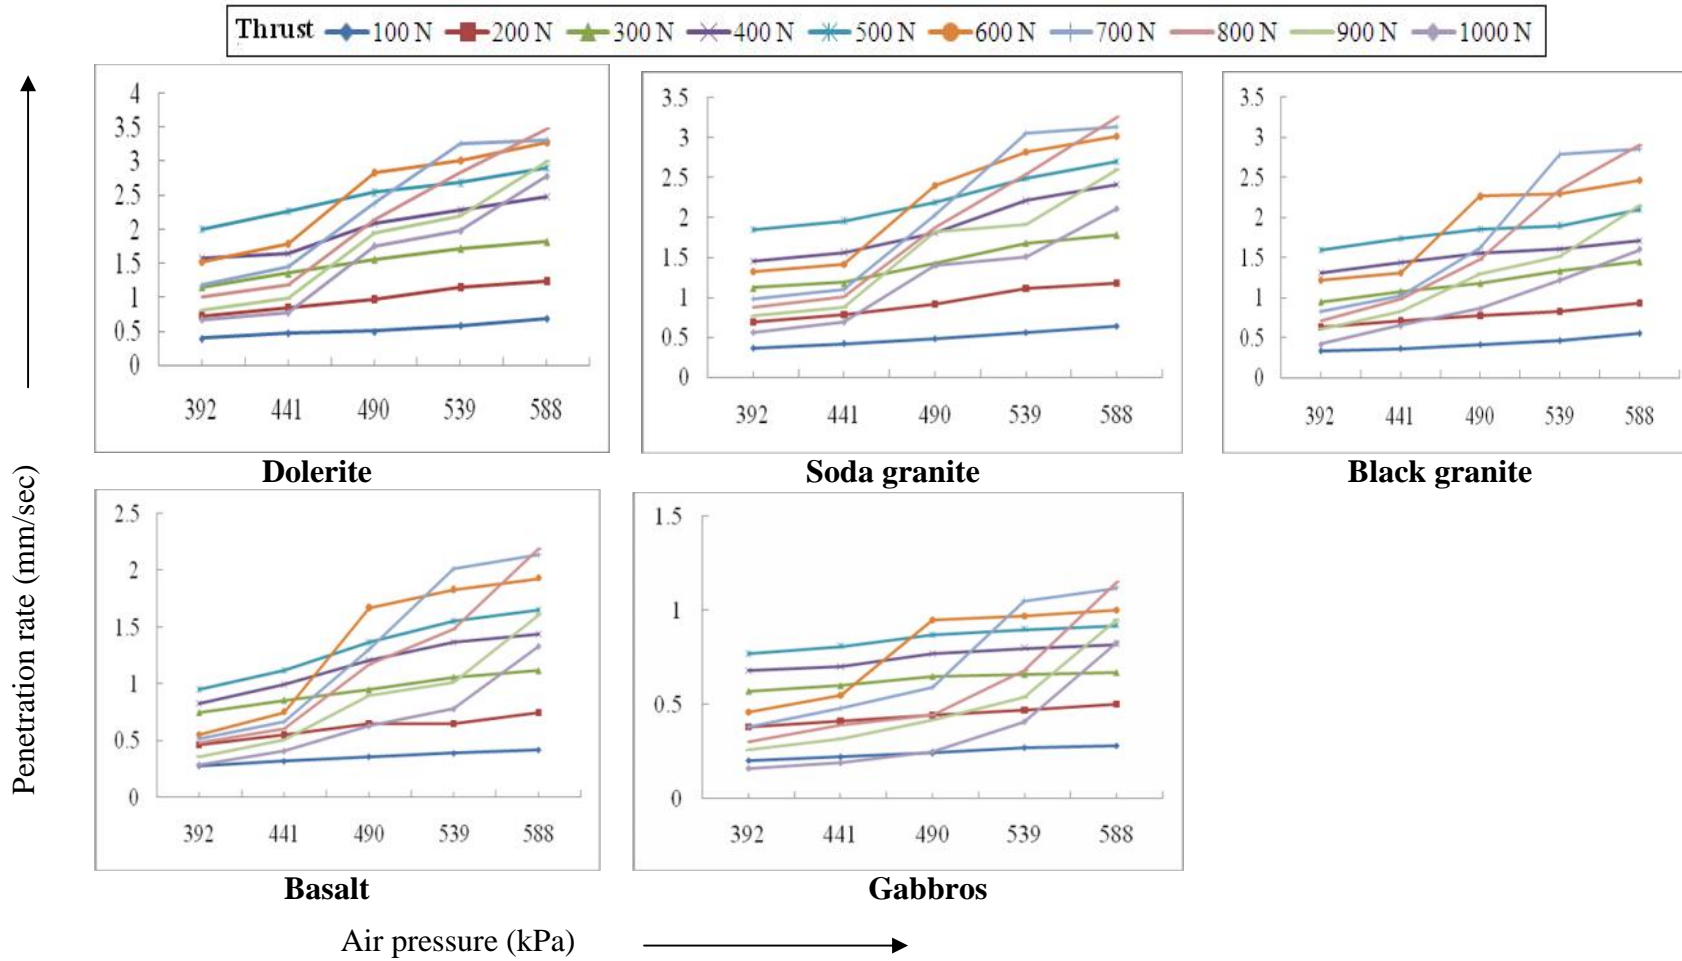 Thrust 100 N 200 N 300 N 400 N 500 N 600 N 700 N 800 N 900 N 1000 N
4
3.5
3
2.5
2
1.5
1
0.5
0
392 441 490 539 588
Dolerite
3.5
3
2.5
2
1.5
1
0.5
0
392 441 490 539 588
Soda granite
3.5
3
2.5
2
1.5
1
0.5
0
392 441 490 539 588
Black granite
2.5
2
1.5
1
0.5
0
392 441 490 539 588
Basalt
1.5
1
0.5
0
392 441 490 539 588
Gabbros
Penetration rate (mm/sec)
Air pressure (kPa)